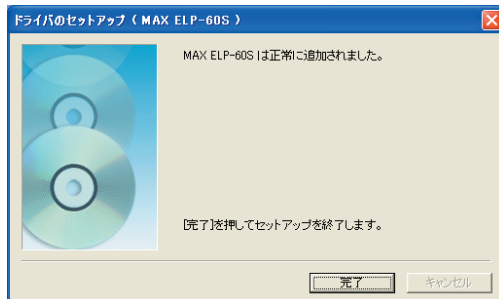 ドライバのセットアップ ( MAX ELP-60S )
MAX ELP-60S は正常に追加されました。
[完了]を押してセットアップを終了します。
完了
キャンセル